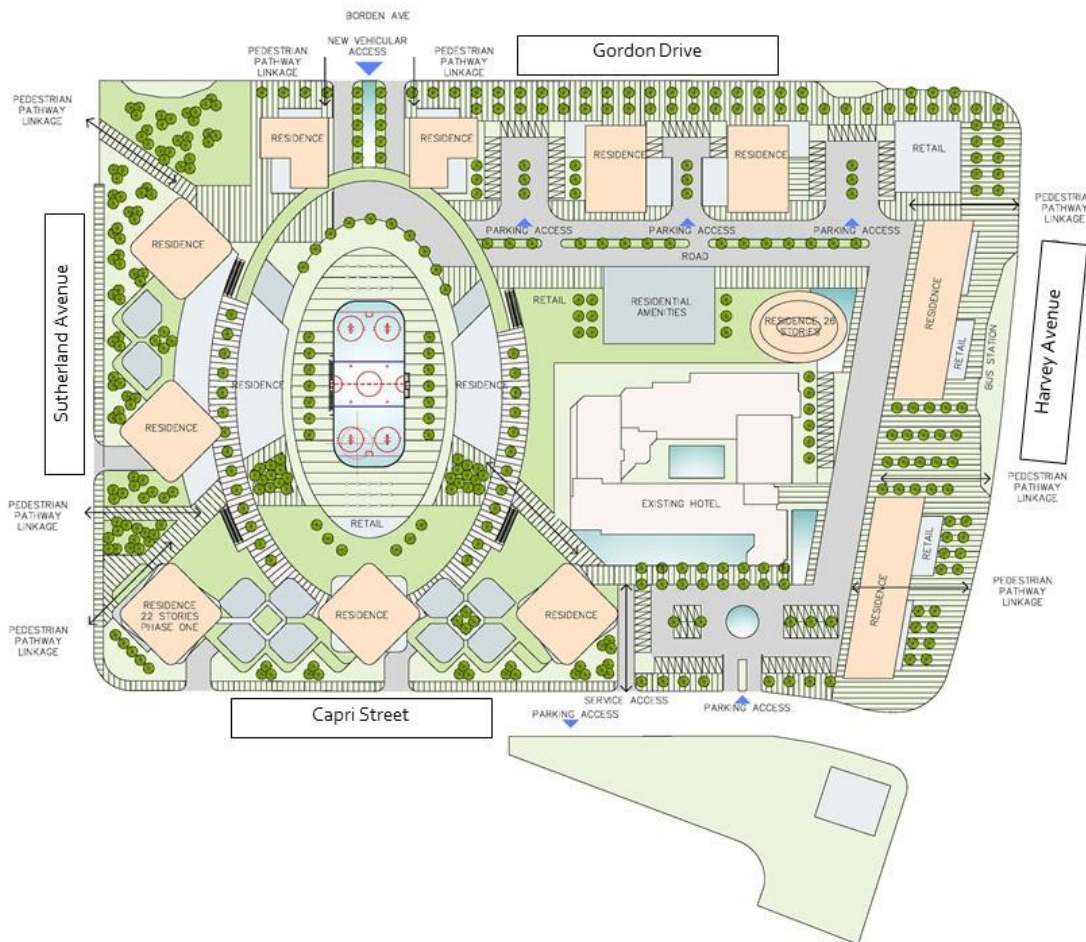 BORDEN AVE
NEW VEHICULAR
ACCESS
PEDESTRIAN
PATHWAY
LINKAGE
PEDESTRIAN
PATHWAY
LINKAGE
Gordon Drive
PEDESTRIAN
PATHWAY
LINKAGE
RESIDENCE
RESIDENCE
RESIDENCE
RESIDENCE
RETAIL
PEDESTRIAN
PATHWAY
LINKAGE
Sutherland Avenue
RESIDENCE
PARKING ACCESS
PARKING ACCESS
PARKING ACCESS
ROAD
RETAIL
RESIDENTIAL
AMENITIES
RESIDENCE 26
STORIES
RESIDENCE
RETAIL
BUS STATION
Harvey Avenue
RESIDENCE
RESIDENCE
RESIDENCE
PEDESTRIAN
PATHWAY
LINKAGE
PEDESTRIAN
PATHWAY
LINKAGE
EXISTING HOTEL
RETAIL
RETAIL
RESIDENCE
PEDESTRIAN
PATHWAY
LINKAGE
PEDESTRIAN
PATHWAY
LINKAGE
RESIDENCE
22 STORIES
PHASE ONE
RESIDENCE
RESIDENCE
SERVICE ACCESS
PARKING ACCESS
PARKING ACCESS
Capri Street